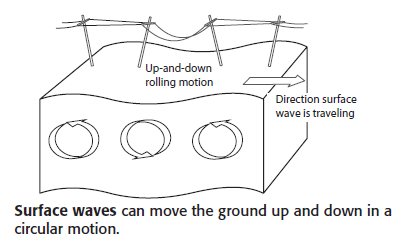 Up-and-down
rolling motion
Direction surface
wave is traveling
Surface waves can move the ground up and down in a
circular motion.